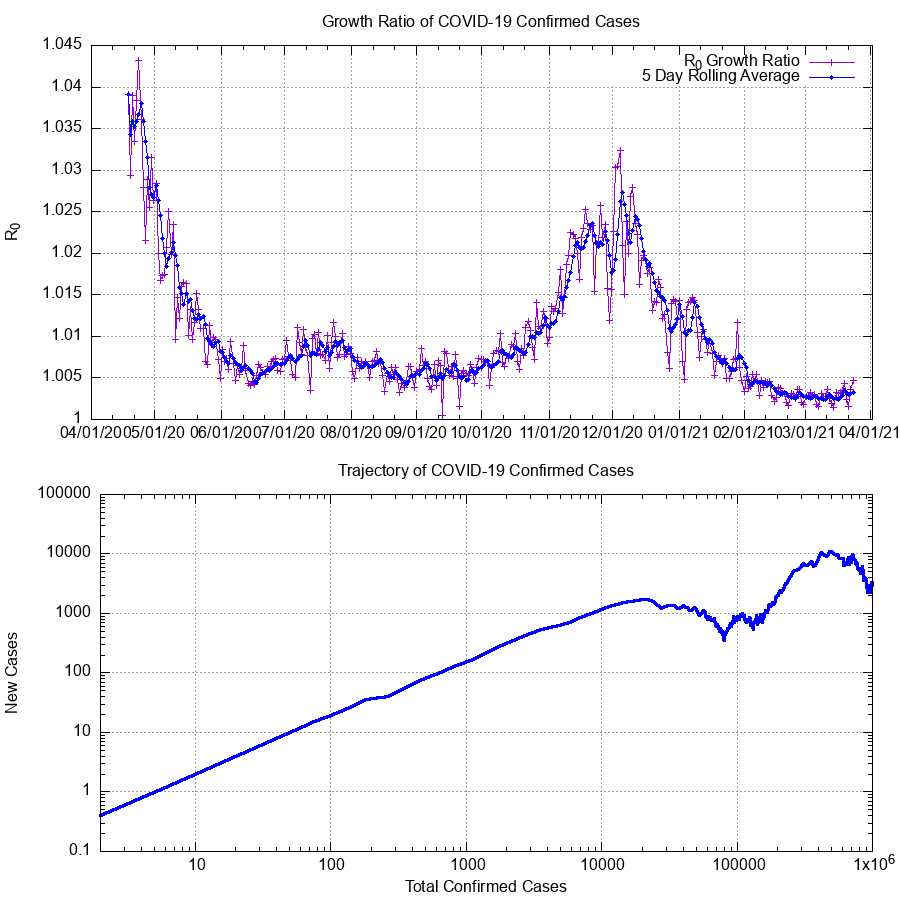 Growth Ratio of COVID-19 Confirmed Cases
1.045
1.04
1.035
1.03
1.025
1.02
1.015
1.01
1.005
1
R0
R0 Growth Ratio
5 Day Rolling Average
04/01/20 05/01/20 06/01/20 07/01/20 08/01/20 09/01/20 10/01/20 11/01/20 12/01/20 01/01/21 02/01/21 03/01/21 04/01/21
Trajectory of COVID-19 Confirmed Cases
100000
10000
1000
100
10
1
0.1
New Cases
10 100 1000 10000 100000 1x10^6
Total Confirmed Cases